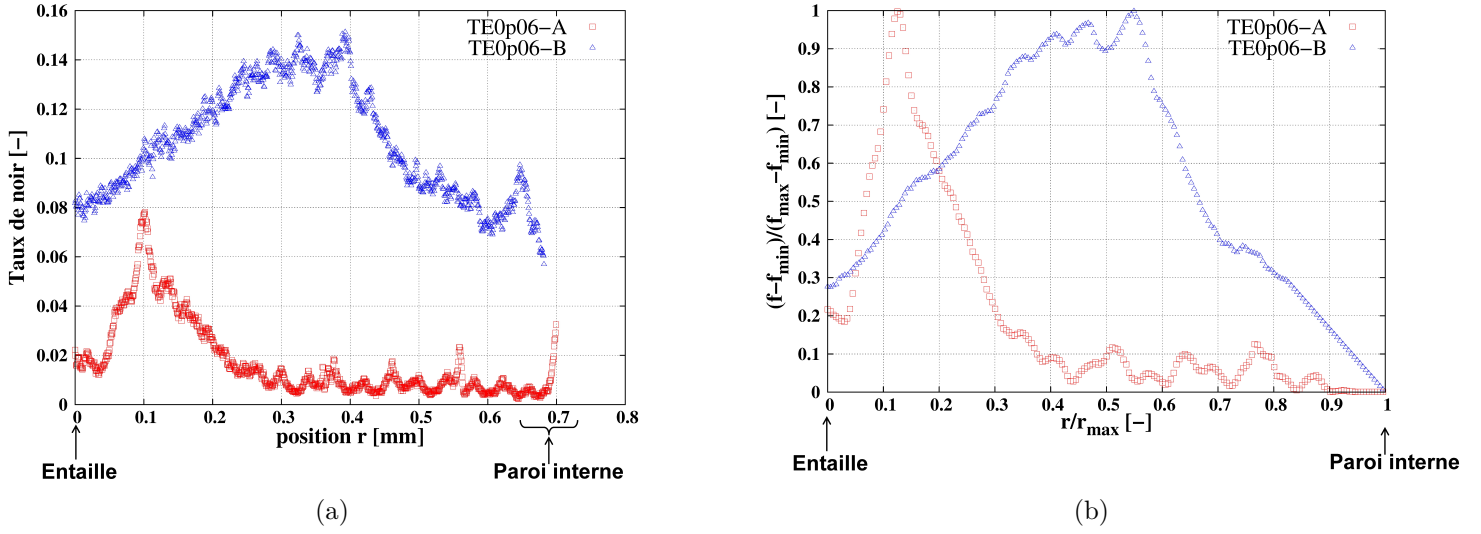 0.16
0.14
0.12
0.1
0.08
0.06
0.04
0.02
0
Taux de noir [−]
TE0p06−A
TE0p06−B
0 0.1 0.2 0.3 0.4 0.5 0.6 0.7 0.8
position r [mm]
Entaille
Paroi interne
(a)
1
0.9
0.8
0.7
0.6
0.5
0.4
0.3
0.2
0.1
0
(f−fmin)/(fmax−fmin) [−]
TE0p06−A
TE0p06−B
0 0.1 0.2 0.3 0.4 0.5 0.6 0.7 0.8 0.9 1
r/rmax [−]
Entaille
Paroi interne
(b)